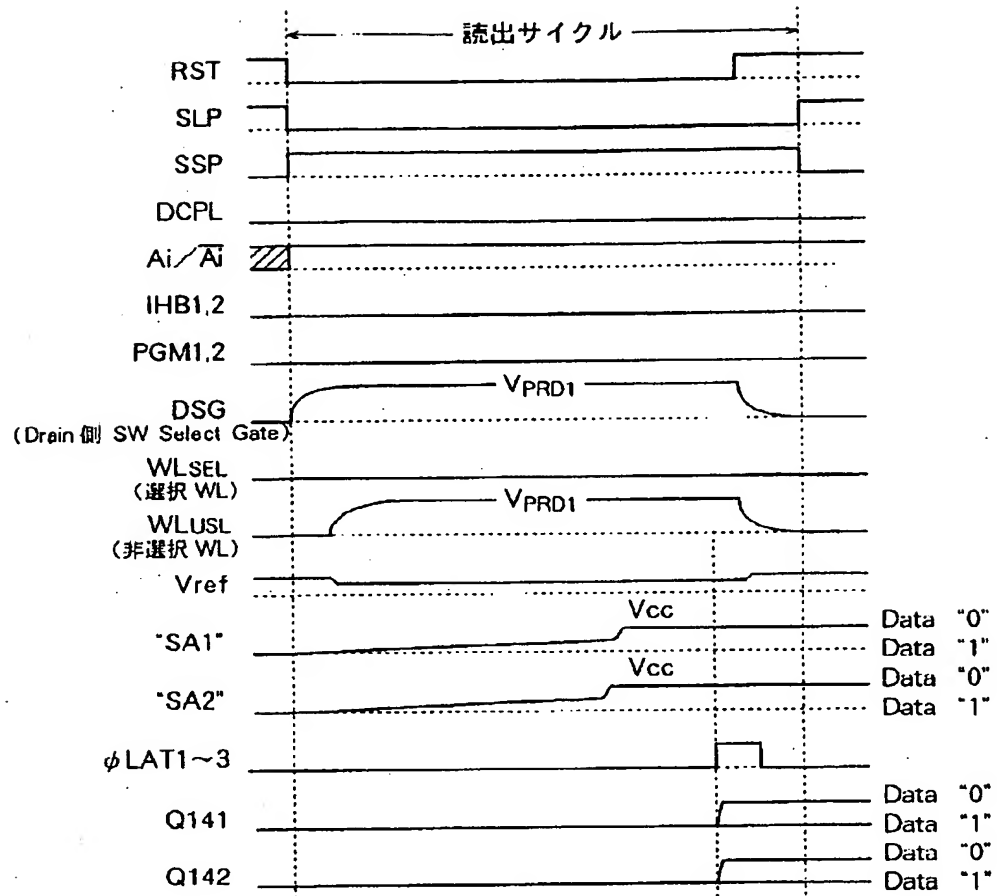 読出サイクル
RST
SLP
SSP
DCPL
Ai／A̅i̅
IHB1,2
PGM1,2
VPRD1
DSG
(Drain 側 SW Select Gate)
WLSEL
(選択 WL)
VPRD1
WLUSL
(非選択 WL)
Vref
Vcc
"SA1"
Data "0"
Data "1"
Vcc
"SA2"
Data "0"
Data "1"
φLAT1〜3
Q141
Data "0"
Data "1"
Q142
Data "0"
Data "1"